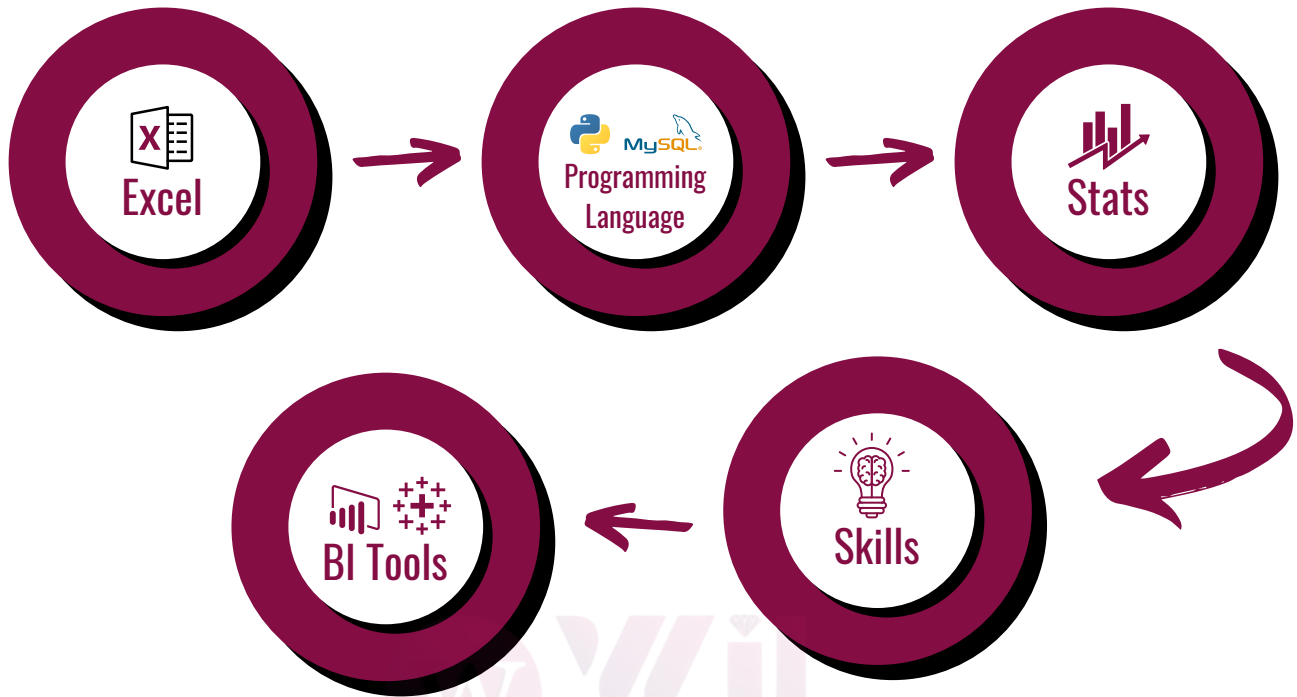 X
Excel
MySQL
Programming
Language
Stats
Skills
BI Tools
W